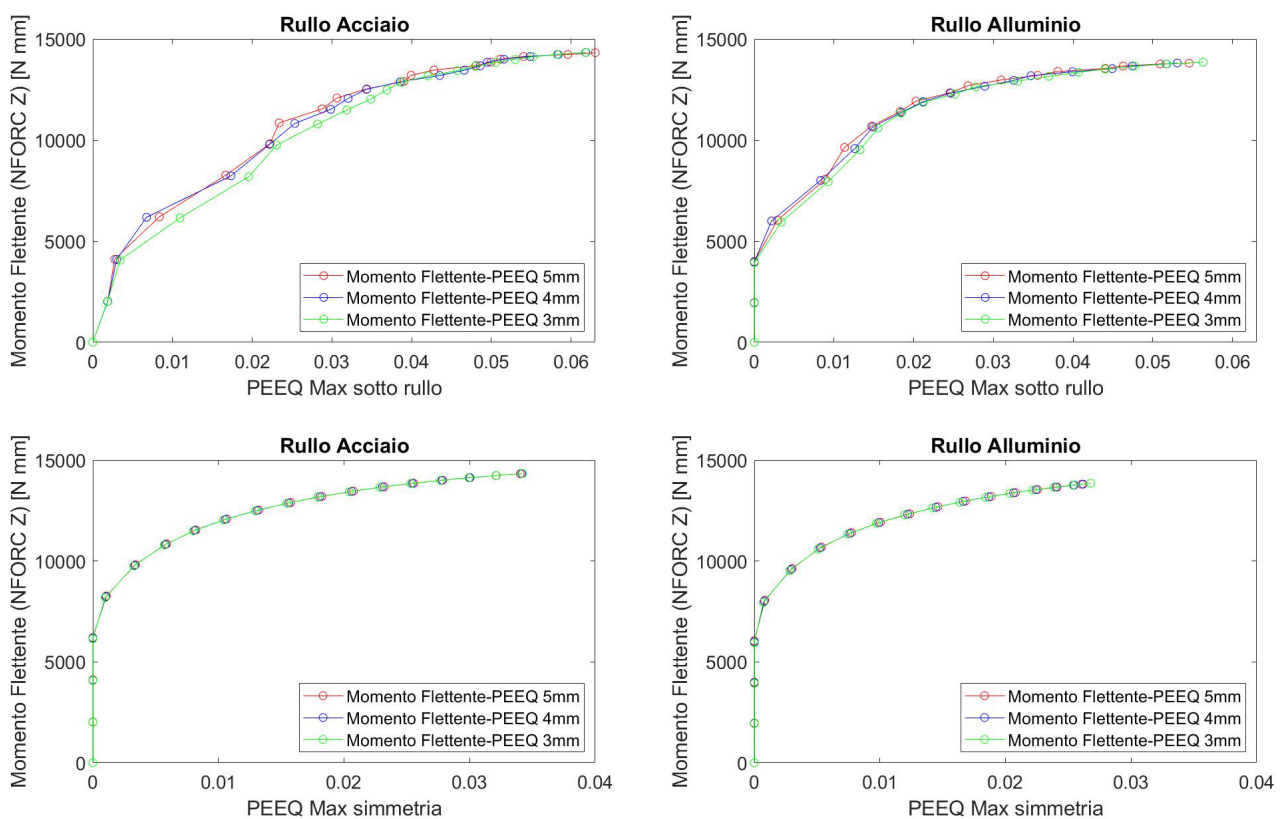 Rullo Acciaio
15000
10000
5000
0
Momento Flettente (NFORC Z) [N mm]
Momento Flettente-PEEQ 5mm
Momento Flettente-PEEQ 4mm
Momento Flettente-PEEQ 3mm
0 0.01 0.02 0.03 0.04 0.05 0.06
PEEQ Max sotto rullo
Rullo Alluminio
15000
10000
5000
0
Momento Flettente (NFORC Z) [N mm]
Momento Flettente-PEEQ 5mm
Momento Flettente-PEEQ 4mm
Momento Flettente-PEEQ 3mm
0 0.01 0.02 0.03 0.04 0.05 0.06
PEEQ Max sotto rullo
Rullo Acciaio
15000
10000
5000
0
Momento Flettente (NFORC Z) [N mm]
Momento Flettente-PEEQ 5mm
Momento Flettente-PEEQ 4mm
Momento Flettente-PEEQ 3mm
0 0.01 0.02 0.03 0.04
PEEQ Max simmetria
Rullo Alluminio
15000
10000
5000
0
Momento Flettente (NFORC Z) [N mm]
Momento Flettente-PEEQ 5mm
Momento Flettente-PEEQ 4mm
Momento Flettente-PEEQ 3mm
0 0.01 0.02 0.03 0.04
PEEQ Max simmetria